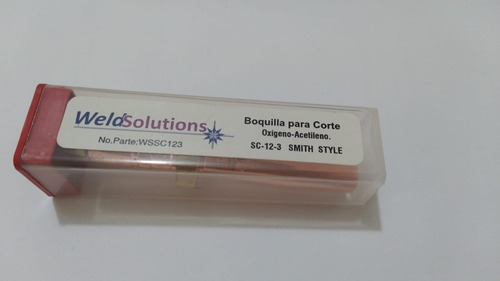 WeldSolutions
No.Parte:WSSC123
Boquilla para Corte
Oxigeno-Acetileno.
SC-12-3 SMITH STYLE